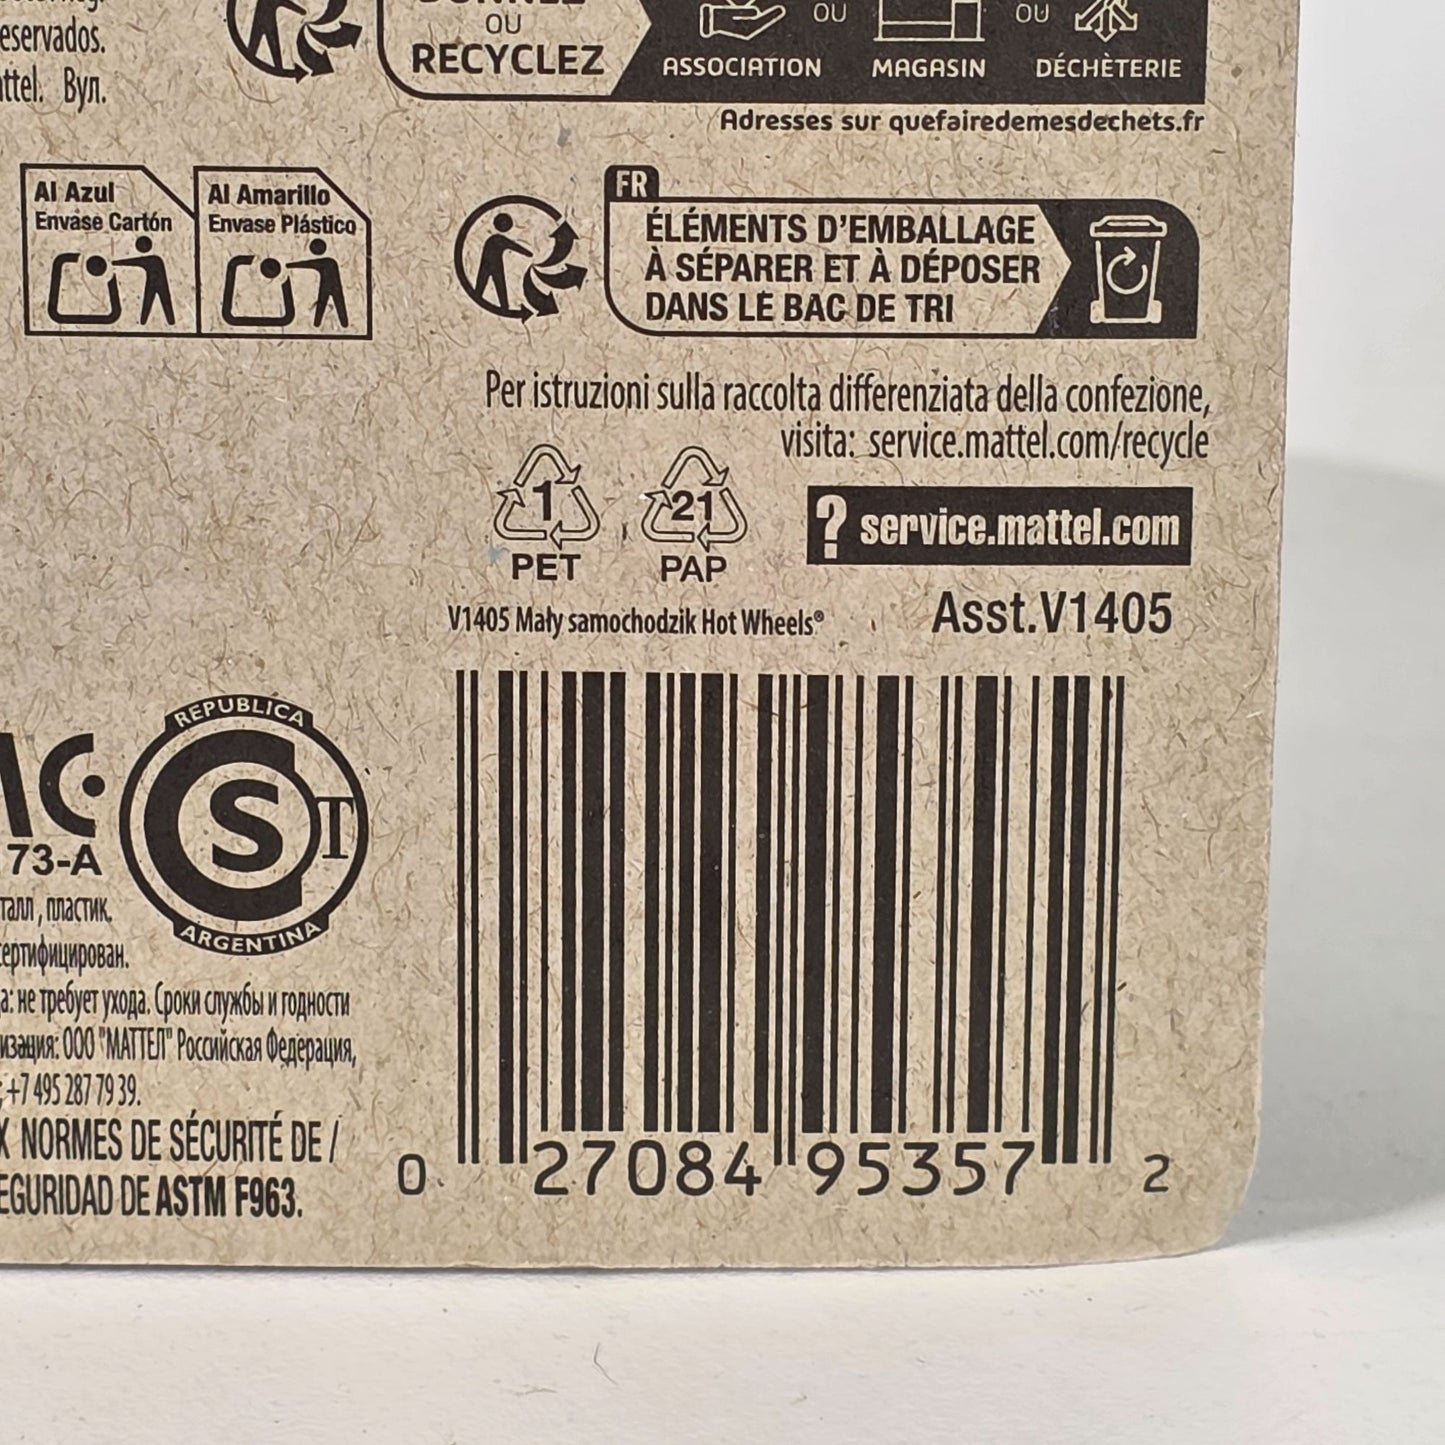 eservados.
ttel. Вул.
OU
RECYCLEZ
OU
OU
ASSOCIATION
MAGASIN
DÉCHÈTERIE
Adresses sur quefairedemesdechets.fr
Al Azul
Envase Cartón
Al Amarillo
Envase Plástico
FR
ÉLÉMENTS D'EMBALLAGE
À SÉPARER ET À DÉPOSER
DANS LE BAC DE TRI
Per istruzioni sulla raccolta differenziata della confezione,
visita: service.mattel.com/recycle
1
PET
21
PAP
? service.mattel.com
V1405 Mały samochodzik Hot Wheels®
Asst.V1405
REPUBLICA
S
T
ARGENTINA
73-A
талл, пластик.
сертифицирован.
а: не требует ухода. Сроки службы и годности
изация: ООО "МАТТЕЛ" Российская Федерация,
+7 495 287 79 39.
X NORMES DE SÉCURITÉ DE /
EGURIDAD DE ASTM F963.
0 27084 95357 2